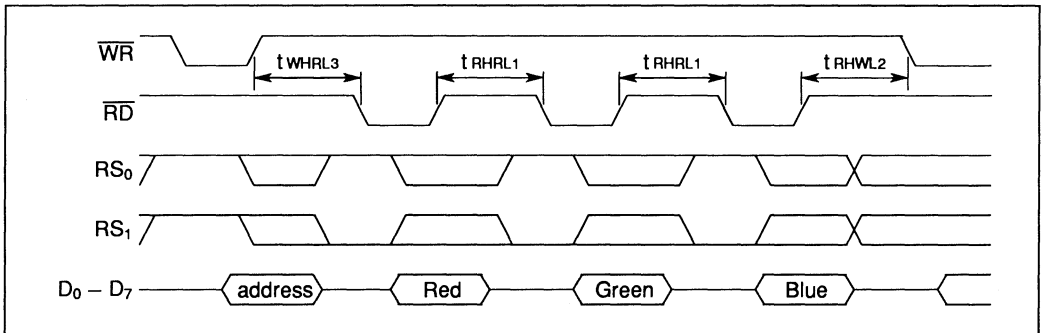 WR
t WHRL3 t RHRL1 t RHRL1 t RHWL2
RD
RS0
RS1
D0 – D7 address Red Green Blue